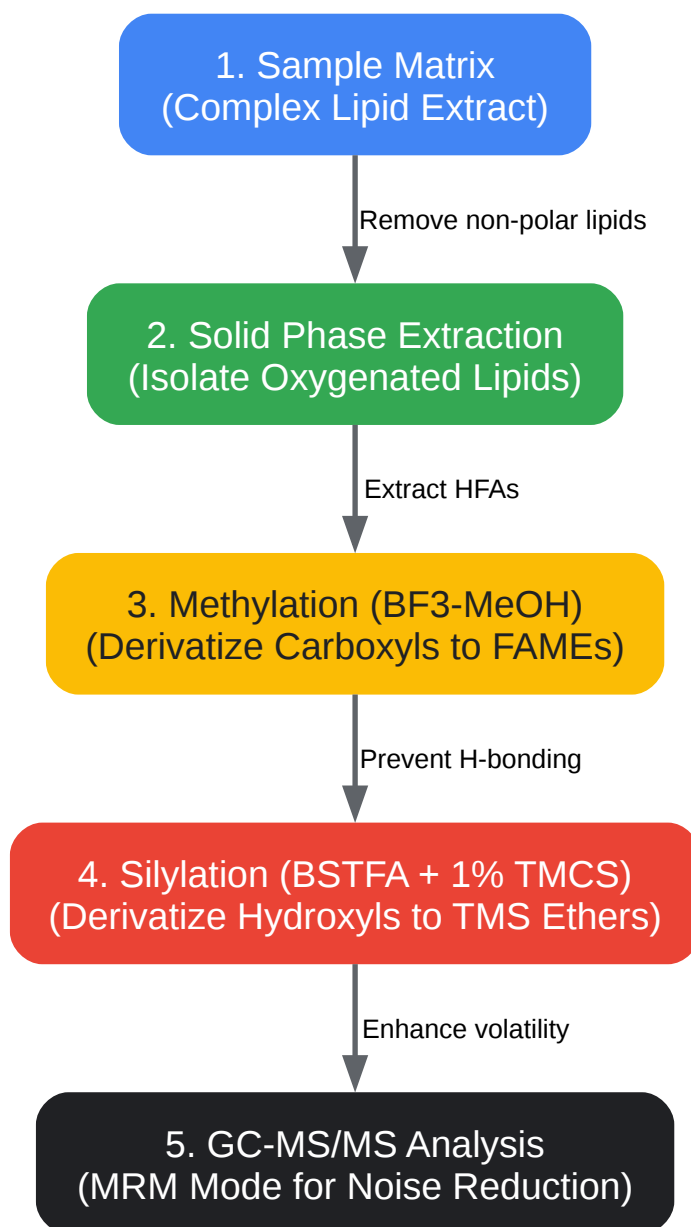 1. Sample Matrix
(Complex Lipid Extract)
Remove non-polar lipids
2. Solid Phase Extraction
(Isolate Oxygenated Lipids)
Extract HFAs
3. Methylation (BF3-MeOH)
(Derivatize Carboxyls to FAMEs)
Prevent H-bonding
4. Silylation (BSTFA + 1% TMCS)
(Derivatize Hydroxyls to TMS Ethers)
Enhance volatility
5. GC-MS/MS Analysis
(MRM Mode for Noise Reduction)